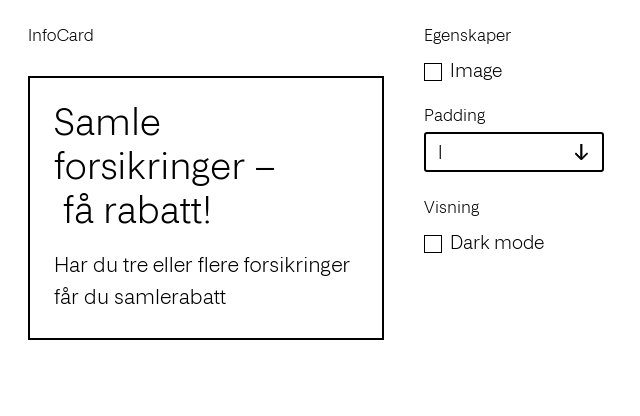 InfoCard
Samle
forsikringer –
få rabatt!
Har du tre eller flere forsikringer
får du samlerabatt
Egenskaper
Image
Padding
l
Visning
Dark mode